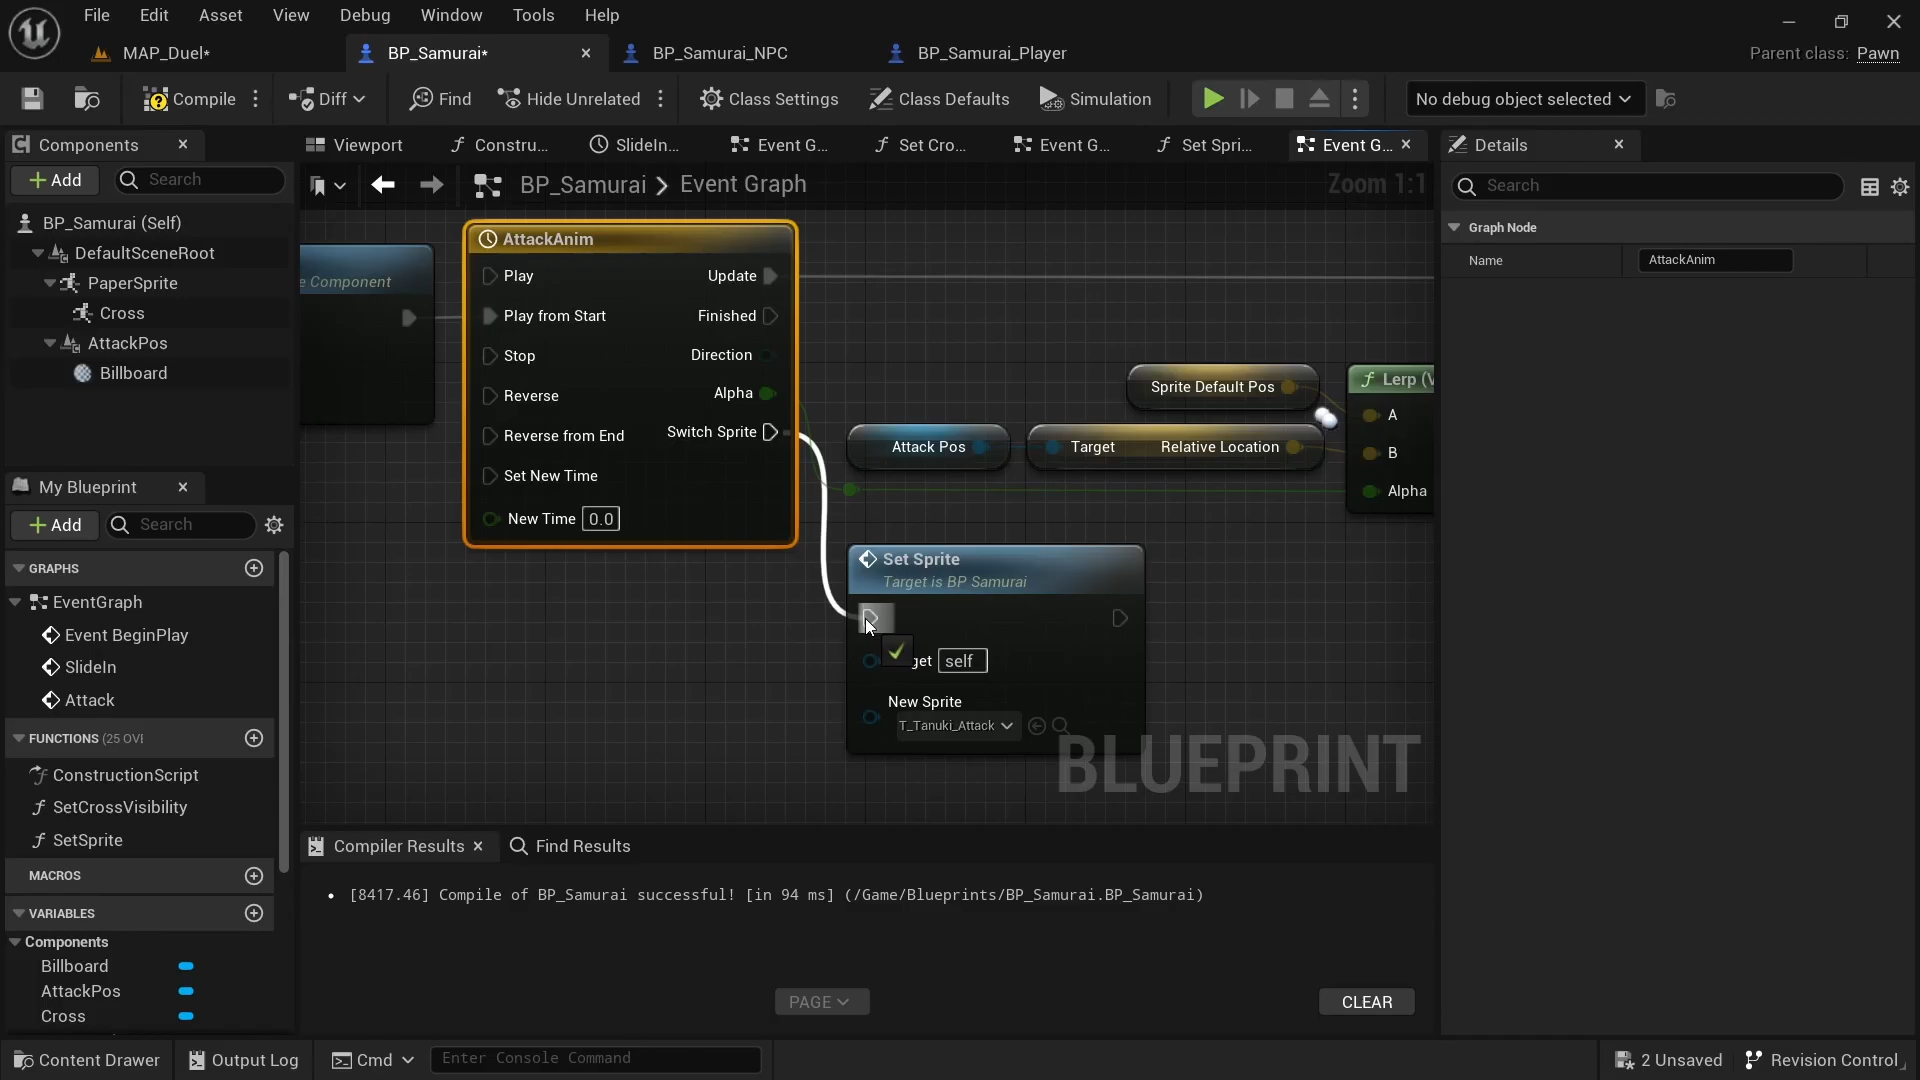 File Edit Asset View Debug Window Tools Help
MAP_Duel* BP_Samurai* BP_Samurai_NPC BP_Samurai_Player Parent class: Pawn
Compile Diff Find Hide Unrelated Class Settings Class Defaults Simulation No debug object selected
Components Viewport Constru... SlideIn... Event G... Set Cro... Event G... Set Spri... Event G... Details
+ Add Search BP_Samurai > Event Graph Zoom 1:1 Search
BP_Samurai (Self)
DefaultSceneRoot
PaperSprite
Cross
AttackPos
Billboard
My Blueprint
+ Add Search
GRAPHS
EventGraph
Event BeginPlay
SlideIn
Attack
FUNCTIONS (25 OVI
ConstructionScript
SetCrossVisibility
SetSprite
MACROS
VARIABLES
Components
Billboard
AttackPos
Cross
e Component
AttackAnim
Play Update
Play from Start Finished
Stop Direction
Reverse Alpha
Reverse from End Switch Sprite
Set New Time
New Time 0.0
Sprite Default Pos
Attack Pos
Target Relative Location
Lerp (V
A
B
Alpha
Set Sprite
Target is BP Samurai
get self
New Sprite
T_Tanuki_Attack
BLUEPRINT
Graph Node
Name AttackAnim
Compiler Results Find Results
[8417.46] Compile of BP_Samurai successful! [in 94 ms] (/Game/Blueprints/BP_Samurai.BP_Samurai)
PAGE CLEAR
Content Drawer Output Log Cmd Enter Console Command 2 Unsaved Revision Control